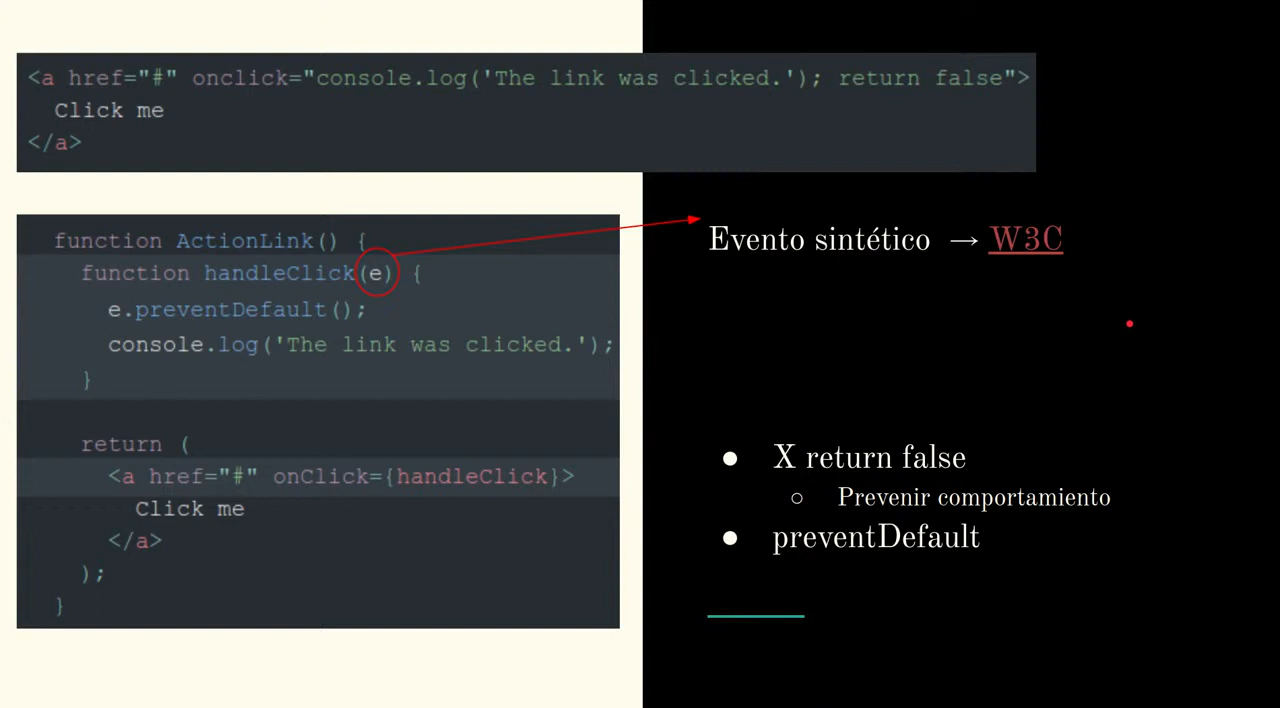 <a href="#" onclick="console.log('The link was clicked.'); return false">
  Click me
</a>
function ActionLink() {
  function handleClick(e) {
    e.preventDefault();
    console.log('The link was clicked.');
  }
  return (
    <a href="#" onClick={handleClick}>
      Click me
    </a>
  );
}
Evento sintético → W3C
● X return false
○ Prevenir comportamiento
● preventDefault